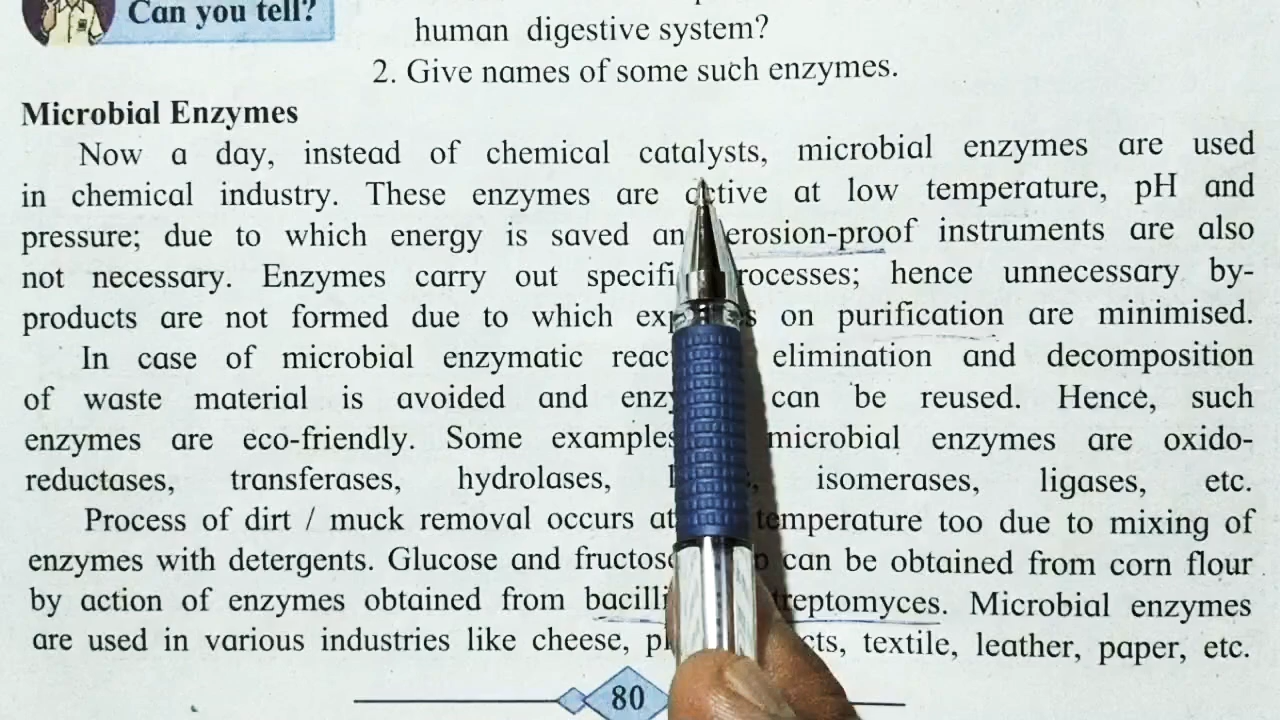 Can you tell?
human digestive system?
2. Give names of some such enzymes.
Microbial Enzymes
Now a day, instead of chemical catalysts, microbial enzymes are used
in chemical industry. These enzymes are active at low temperature, pH and
pressure; due to which energy is saved an erosion-proof instruments are also
not necessary. Enzymes carry out specifi rocesses; hence unnecessary by-
products are not formed due to which exp s on purification are minimised.
In case of microbial enzymatic reac elimination and decomposition
of waste material is avoided and enzy can be reused. Hence, such
enzymes are eco-friendly. Some examples microbial enzymes are oxido-
reductases, transferases, hydrolases, isomerases, ligases, etc.
Process of dirt / muck removal occurs at temperature too due to mixing of
enzymes with detergents. Glucose and fructose can be obtained from corn flour
by action of enzymes obtained from bacilli treptomyces. Microbial enzymes
are used in various industries like cheese, pl cts, textile, leather, paper, etc.
80